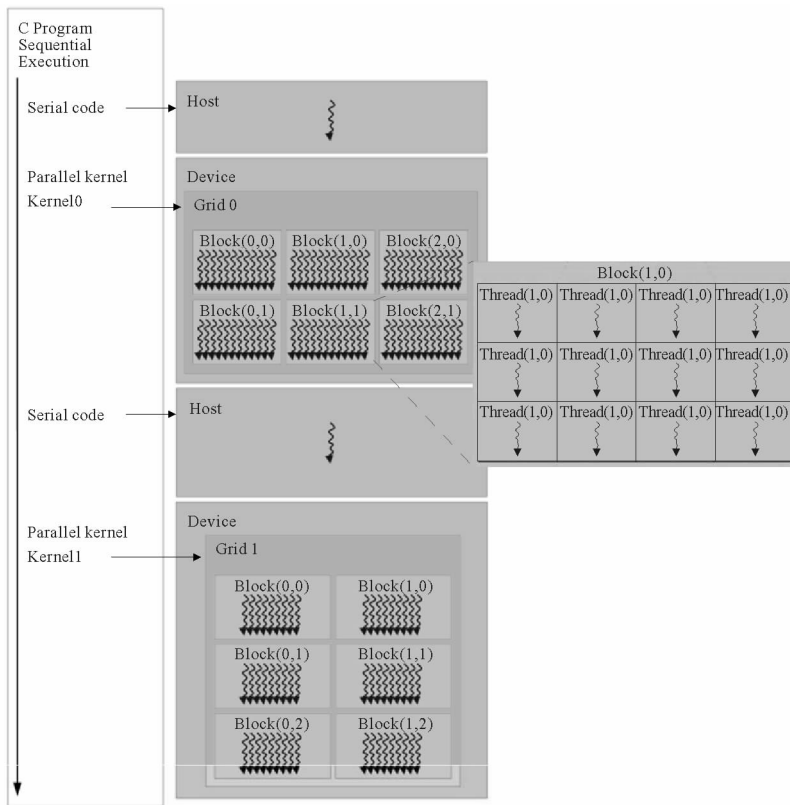 C Program
Sequential
Execution
Serial code
Host
Parallel kernel
Kernel0
Device
Grid 0
Block(0,0) Block(1,0) Block(2,0)
Block(0,1) Block(1,1) Block(2,1)
Block(1,0)
Thread(1,0) Thread(1,0) Thread(1,0) Thread(1,0)
Thread(1,0) Thread(1,0) Thread(1,0) Thread(1,0)
Thread(1,0) Thread(1,0) Thread(1,0) Thread(1,0)
Serial code
Host
Parallel kernel
Kernel1
Device
Grid 1
Block(0,0) Block(1,0)
Block(0,1) Block(1,1)
Block(0,2) Block(1,2)